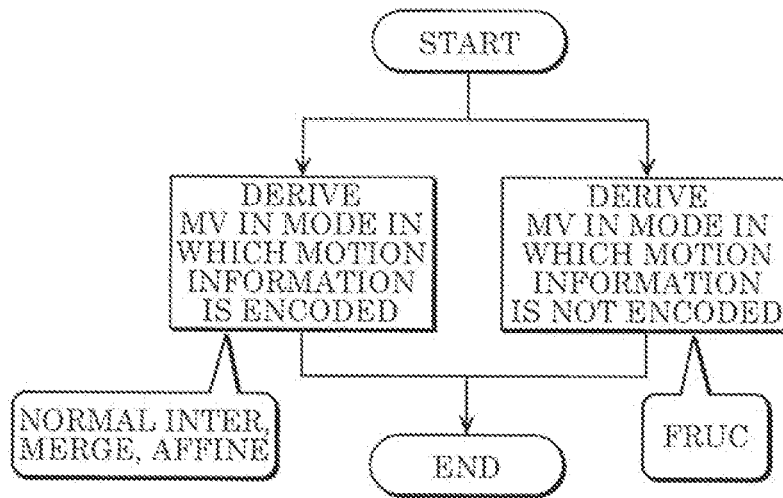 START
DERIVE
MV IN MODE IN
WHICH MOTION
INFORMATION
IS ENCODED
DERIVE
MV IN MODE IN
WHICH MOTION
INFORMATION
IS NOT ENCODED
NORMAL INTER,
MERGE, AFFINE
FRUC
END